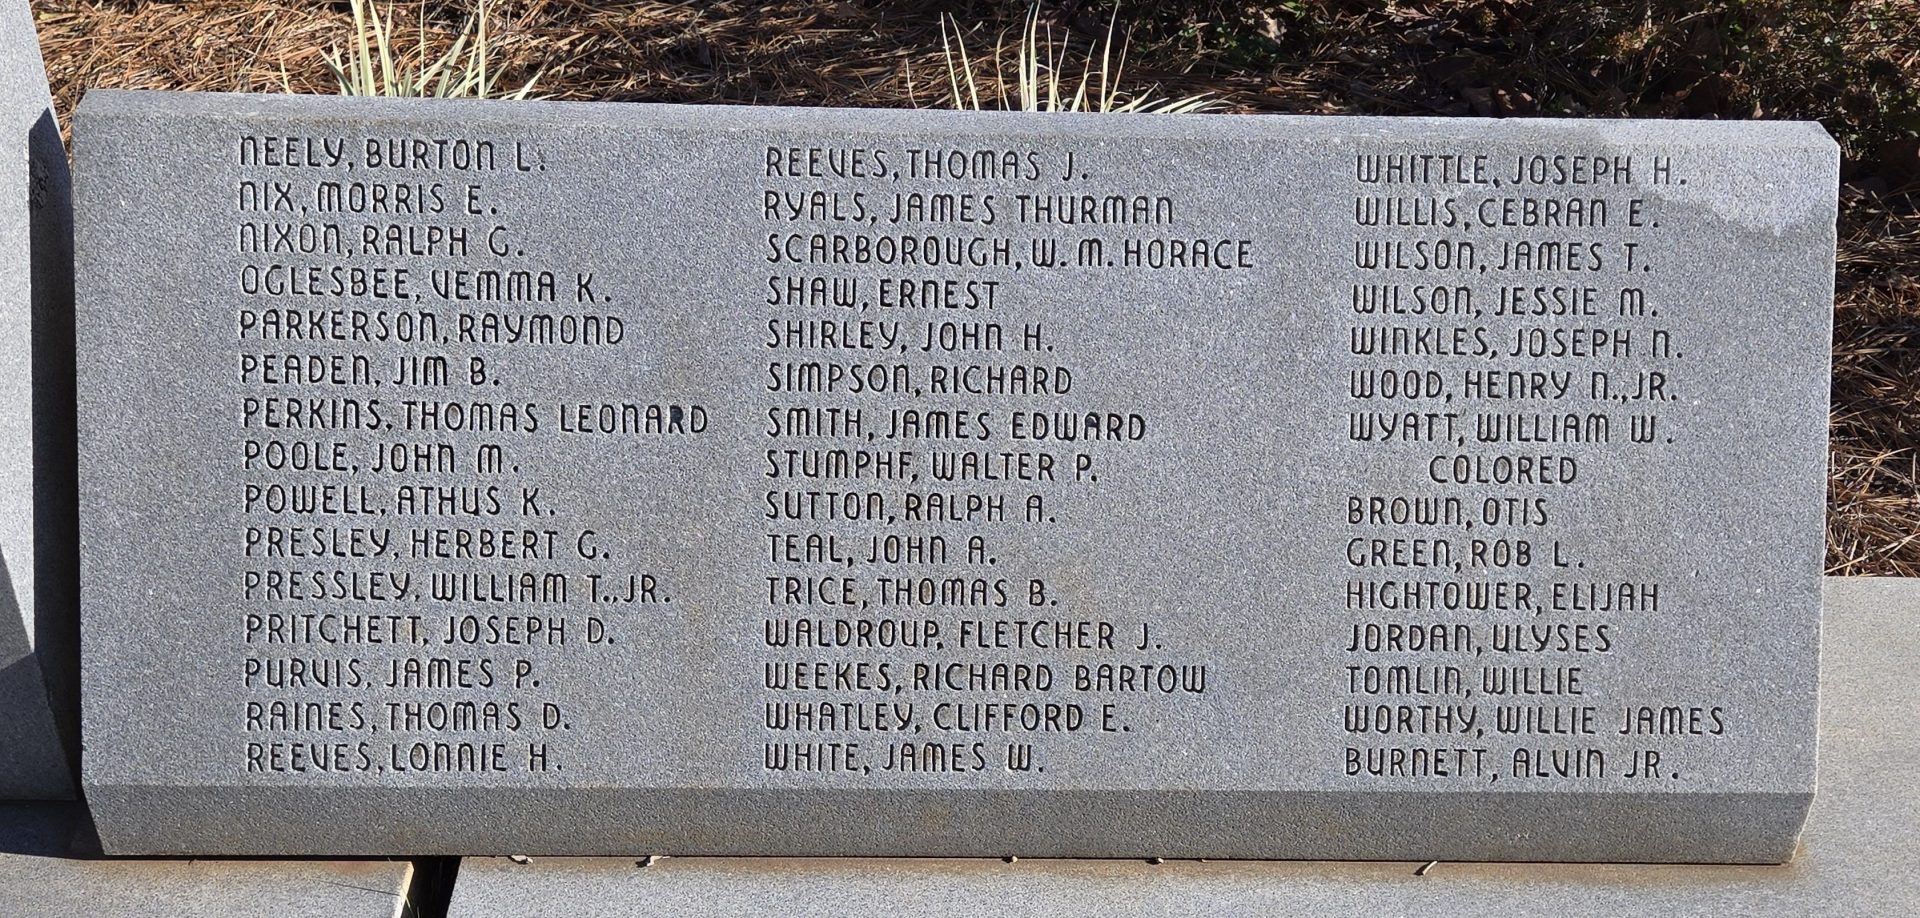 NEELY, BURTON L.
NIX, MORRIS E.
NIXON, RALPH G.
OGLESBEE, VEMMA K.
PARKERSON, RAYMOND
PEADEN, JIM B.
PERKINS, THOMAS LEONARD
POOLE, JOHN M.
POWELL, ATHUS K.
PRESLEY, HERBERT G.
PRESSLEY, WILLIAM T., JR.
PRITCHETT, JOSEPH D.
PURVIS, JAMES P.
RAINES, THOMAS D.
REEVES, LONNIE H.
REEVES, THOMAS J.
RYALS, JAMES THURMAN
SCARBOROUGH, W. M. HORACE
SHAW, ERNEST
SHIRLEY, JOHN H.
SIMPSON, RICHARD
SMITH, JAMES EDWARD
STUMPHF, WALTER P.
SUTTON, RALPH A.
TEAL, JOHN A.
TRICE, THOMAS B.
WALDROUP, FLETCHER J.
WEEKES, RICHARD BARTOW
WHATLEY, CLIFFORD E.
WHITE, JAMES W.
WHITTLE, JOSEPH H.
WILLIS, CEBRAN E.
WILSON, JAMES T.
WILSON, JESSIE M.
WINKLES, JOSEPH N.
WOOD, HENRY N., JR.
WYATT, WILLIAM W.
COLORED
BROWN, OTIS
GREEN, ROB L.
HIGHTOWER, ELIJAH
JORDAN, ULYSES
TOMLIN, WILLIE
WORTHY, WILLIE JAMES
BURNETT, ALVIN JR.